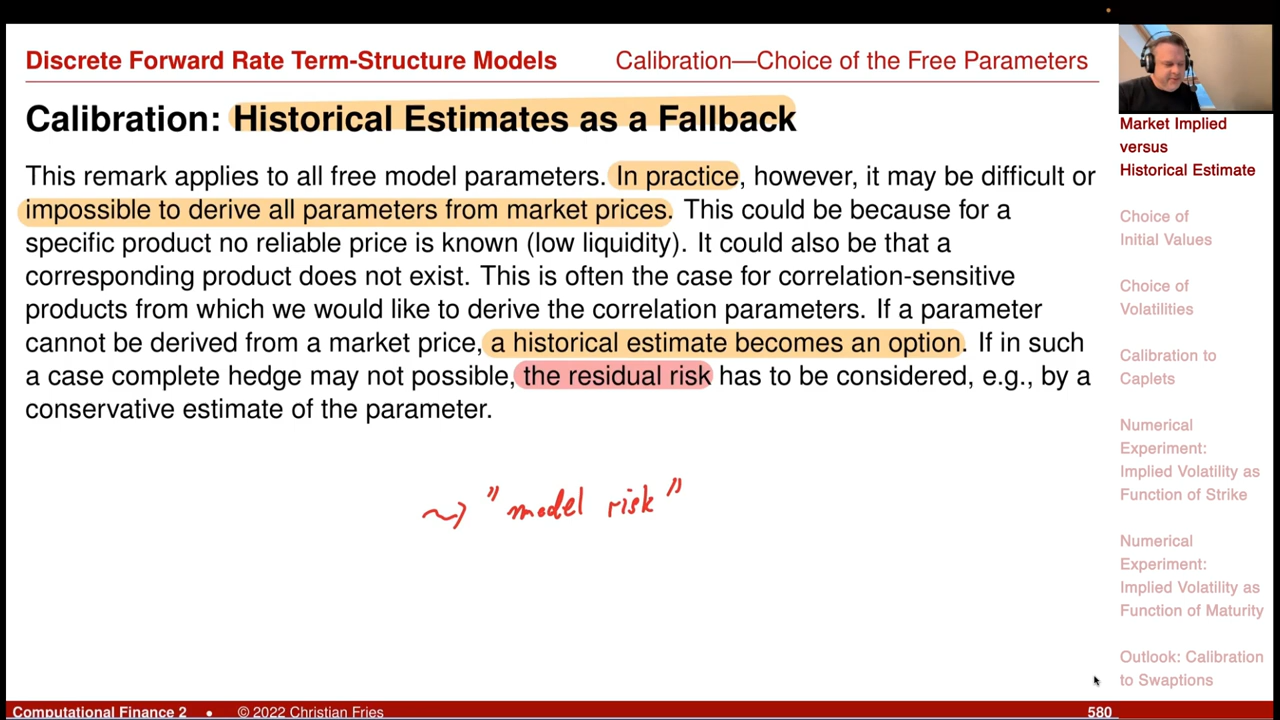 Discrete Forward Rate Term-Structure Models
Calibration—Choice of the Free Parameters
Calibration: Historical Estimates as a Fallback
This remark applies to all free model parameters. In practice, however, it may be difficult or
impossible to derive all parameters from market prices. This could be because for a
specific product no reliable price is known (low liquidity). It could also be that a
corresponding product does not exist. This is often the case for correlation-sensitive
products from which we would like to derive the correlation parameters. If a parameter
cannot be derived from a market price, a historical estimate becomes an option. If in such
a case complete hedge may not possible, the residual risk has to be considered, e.g., by a
conservative estimate of the parameter.
⇝ "model risk"
Market Implied
versus
Historical Estimate
Choice of
Initial Values
Choice of
Volatilities
Calibration to
Caplets
Numerical
Experiment:
Implied Volatility as
Function of Strike
Numerical
Experiment:
Implied Volatility as
Function of Maturity
Outlook: Calibration
to Swaptions
Computational Finance 2 • © 2022 Christian Fries
580